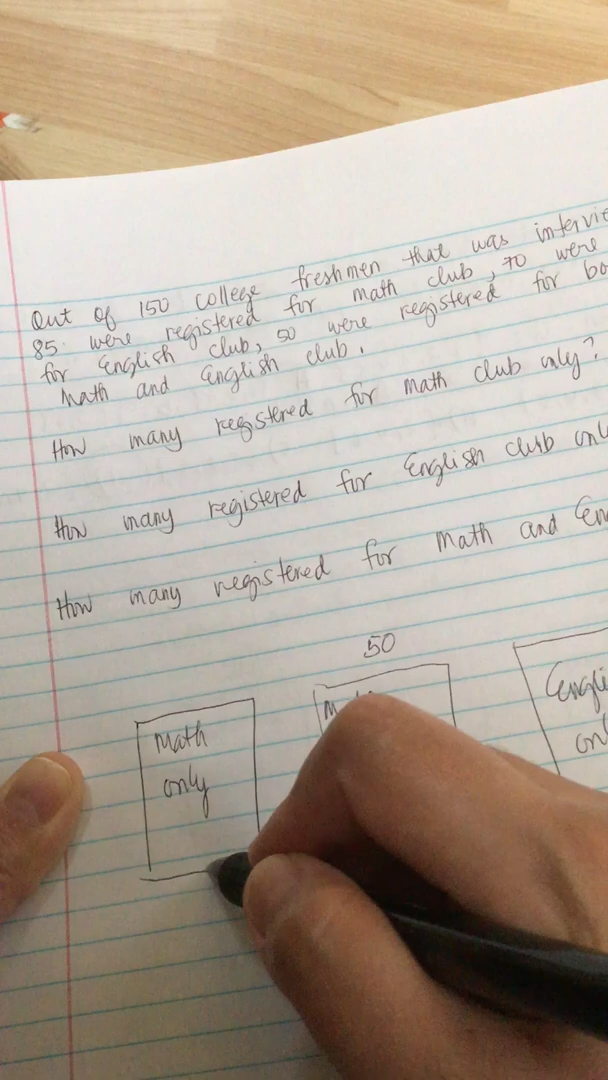 Out of 150 college freshmen that was
85 were registered for math club, 70 were
for English club, 50 were registered for
Math and English club.
How many registered for math club only?
How many registered for English club
How many registered for Math and
50
Math
only